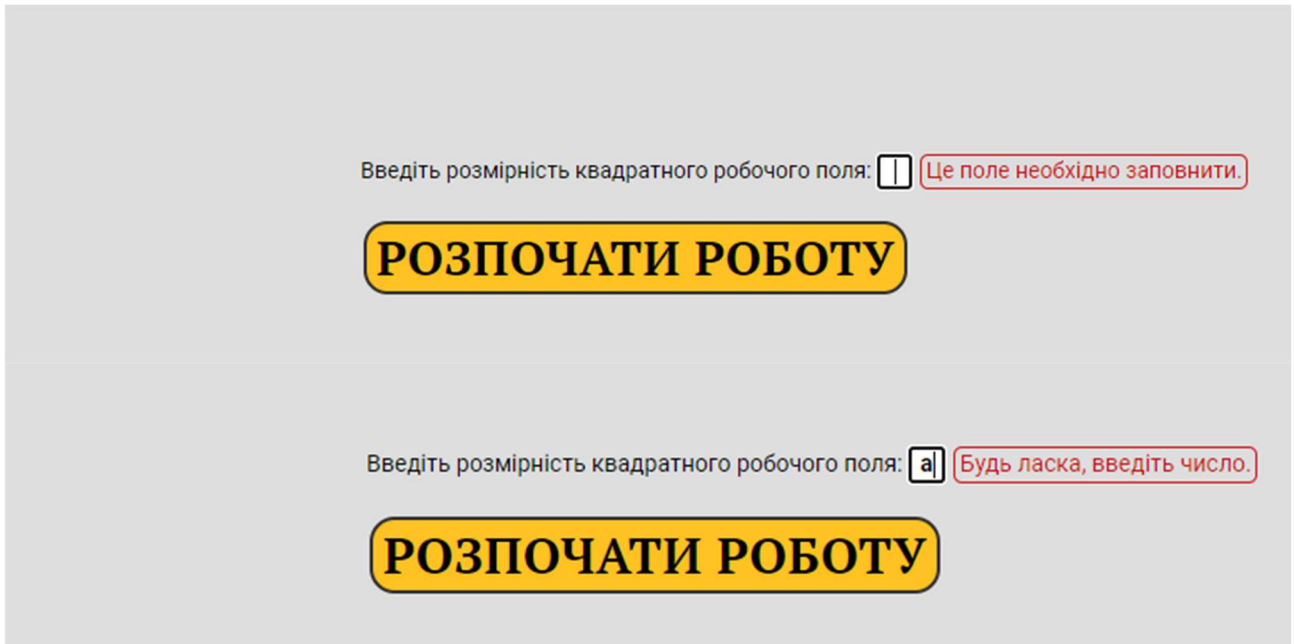 Введіть розмірність квадратного робочого поля: Це поле необхідно заповнити.
РОЗПОЧАТИ РОБОТУ
Введіть розмірність квадратного робочого поля: а Будь ласка, введіть число.
РОЗПОЧАТИ РОБОТУ